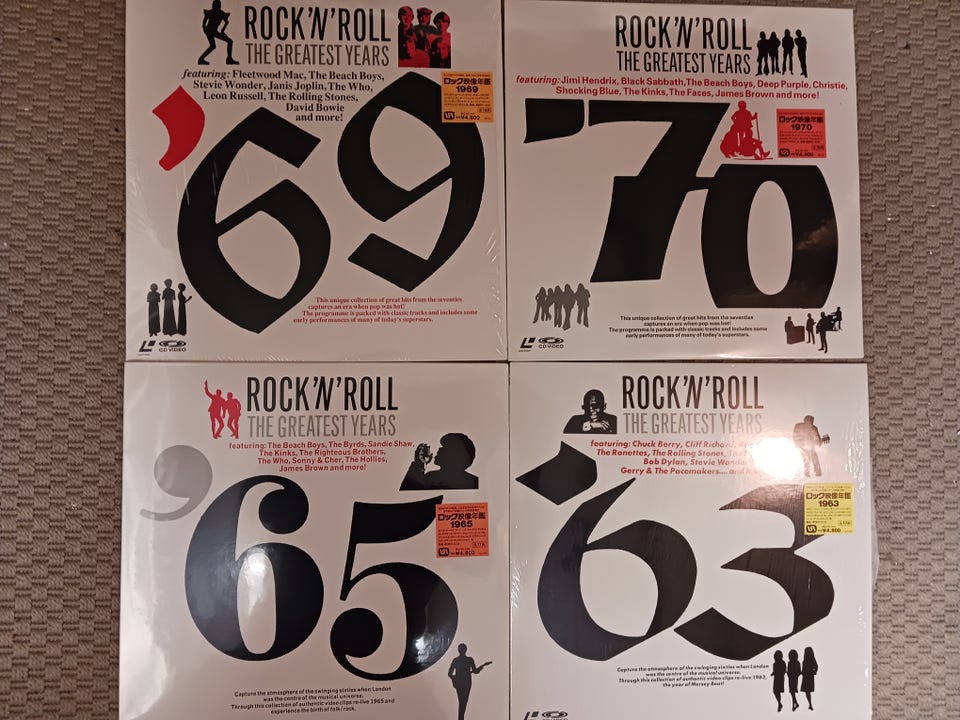 ROCK'N'ROLL
THE GREATEST YEARS
featuring: Fleetwood Mac, The Beach Boys,
Stevie Wonder, Janis Joplin, The Who,
Leon Russell, The Rolling Stones,
David Bowie
and more!
ロック映像年鑑
1969
¥4,800
'69
This unique collection of great hits from the seventies
captures an era when pop was hot!
The programme is packed with classic tracks and includes some
early performances of many of today's superstars.
CD VIDEO
ROCK'N'ROLL
THE GREATEST YEARS
featuring: Jimi Hendrix, Black Sabbath,The Beach Boys, Deep Purple, Christie,
Shocking Blue, The Kinks, The Faces, James Brown and more!
ロック映像年鑑
1970
¥4,800
'70
This unique collection of great hits from the seventies
captures an era when pop was hot!
The programme is packed with classic tracks and includes some
early performances of many of today's superstars.
CD VIDEO
ROCK'N'ROLL
THE GREATEST YEARS
featuring: The Beach Boys, The Byrds, Sandie Shaw,
The Kinks, The Righteous Brothers,
The Who, Sonny & Cher, The Hollies,
James Brown and more!
ロック映像年鑑
1965
¥4,800
'65
Capture the atmosphere of the swinging sixties when London
was the centre of the musical universe.
Through this collection of authentic video clips re-live 1965 and
experience the birth of folk/rock.
ROCK'N'ROLL
THE GREATEST YEARS
featuring: Chuck Berry, Cliff Richard,
The Ronettes, The Rolling Stones,
Bob Dylan, Stevie Wonder
Gerry & The Pacemakers.... and
ロック映像年鑑
1963
¥4,800
'63
Capture the atmosphere of the swinging sixties when London
was the centre of the musical universe.
Through this collection of authentic video clips re-live 1963,
the year of Mersey Beat!
CD VIDEO